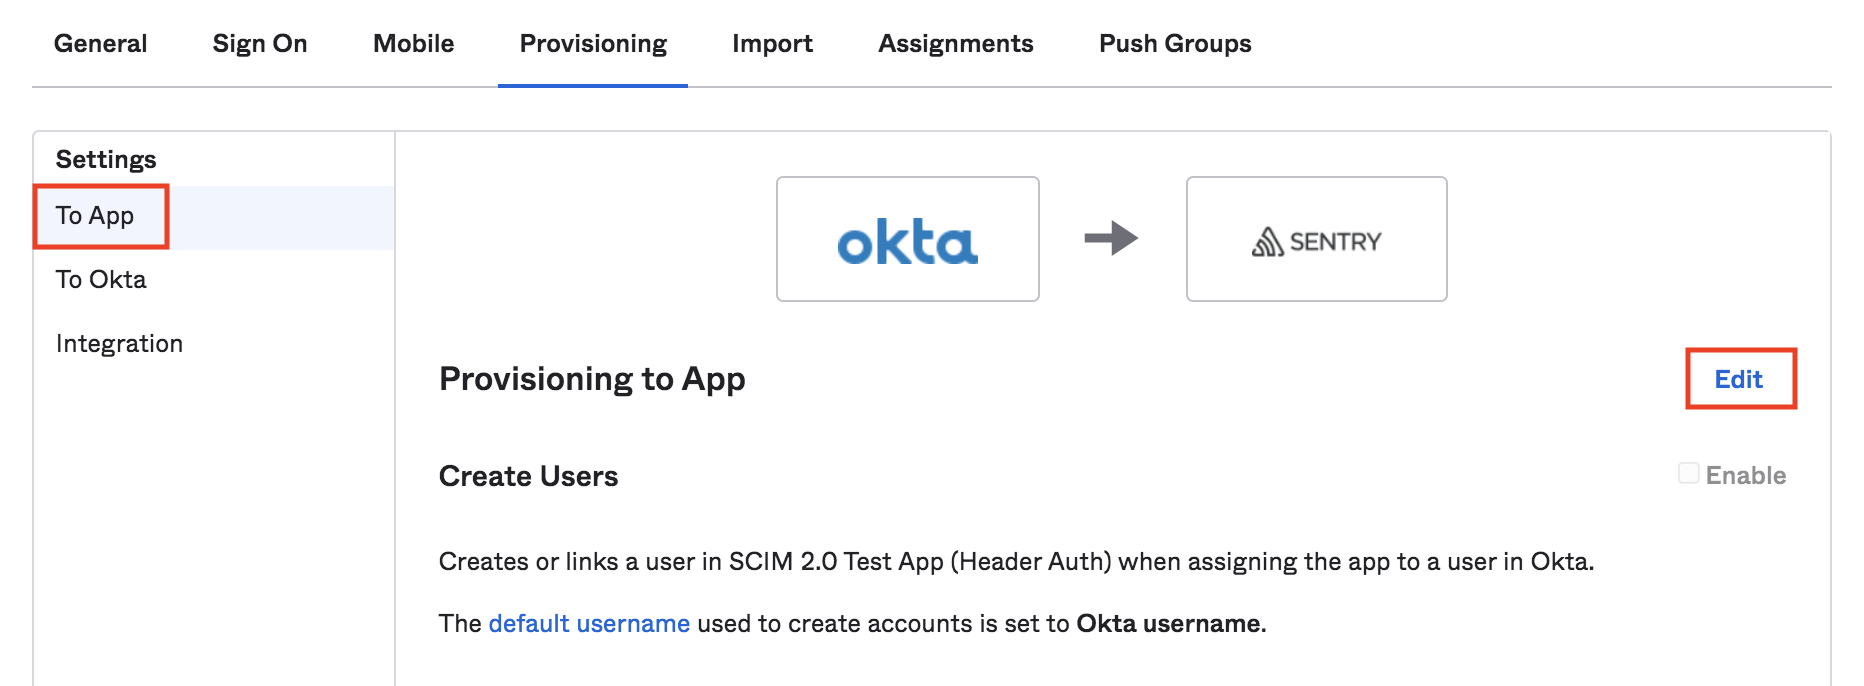 General Sign On Mobile Provisioning Import Assignments Push Groups
Settings
To App
To Okta
Integration
okta
SENTRY
Provisioning to App
Edit
Create Users
Enable
Creates or links a user in SCIM 2.0 Test App (Header Auth) when assigning the app to a user in Okta.
The default username used to create accounts is set to Okta username.